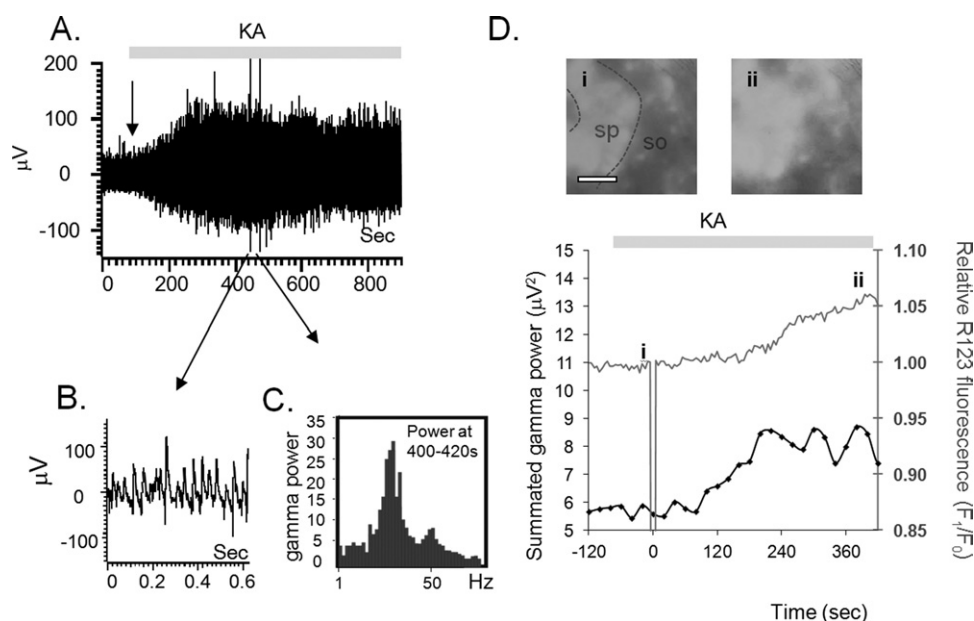 A.
KA
200
100
0
-100
µV
Sec
0 200 400 600 800
B.
100
0
-100
µV
Sec
0 0.2 0.4 0.6
C.
35
30
25
20
15
10
5
0
gamma power
Power at
400-420s
1 50 Hz
D.
i
sp
so
ii
KA
15
14
13
12
11
10
9
8
7
6
5
Summated gamma power (µV²)
i
ii
1.10
1.05
1.00
0.95
0.90
0.85
Relative R123 fluorescence (F₁/F₀)
-120 0 120 240 360
Time (sec)